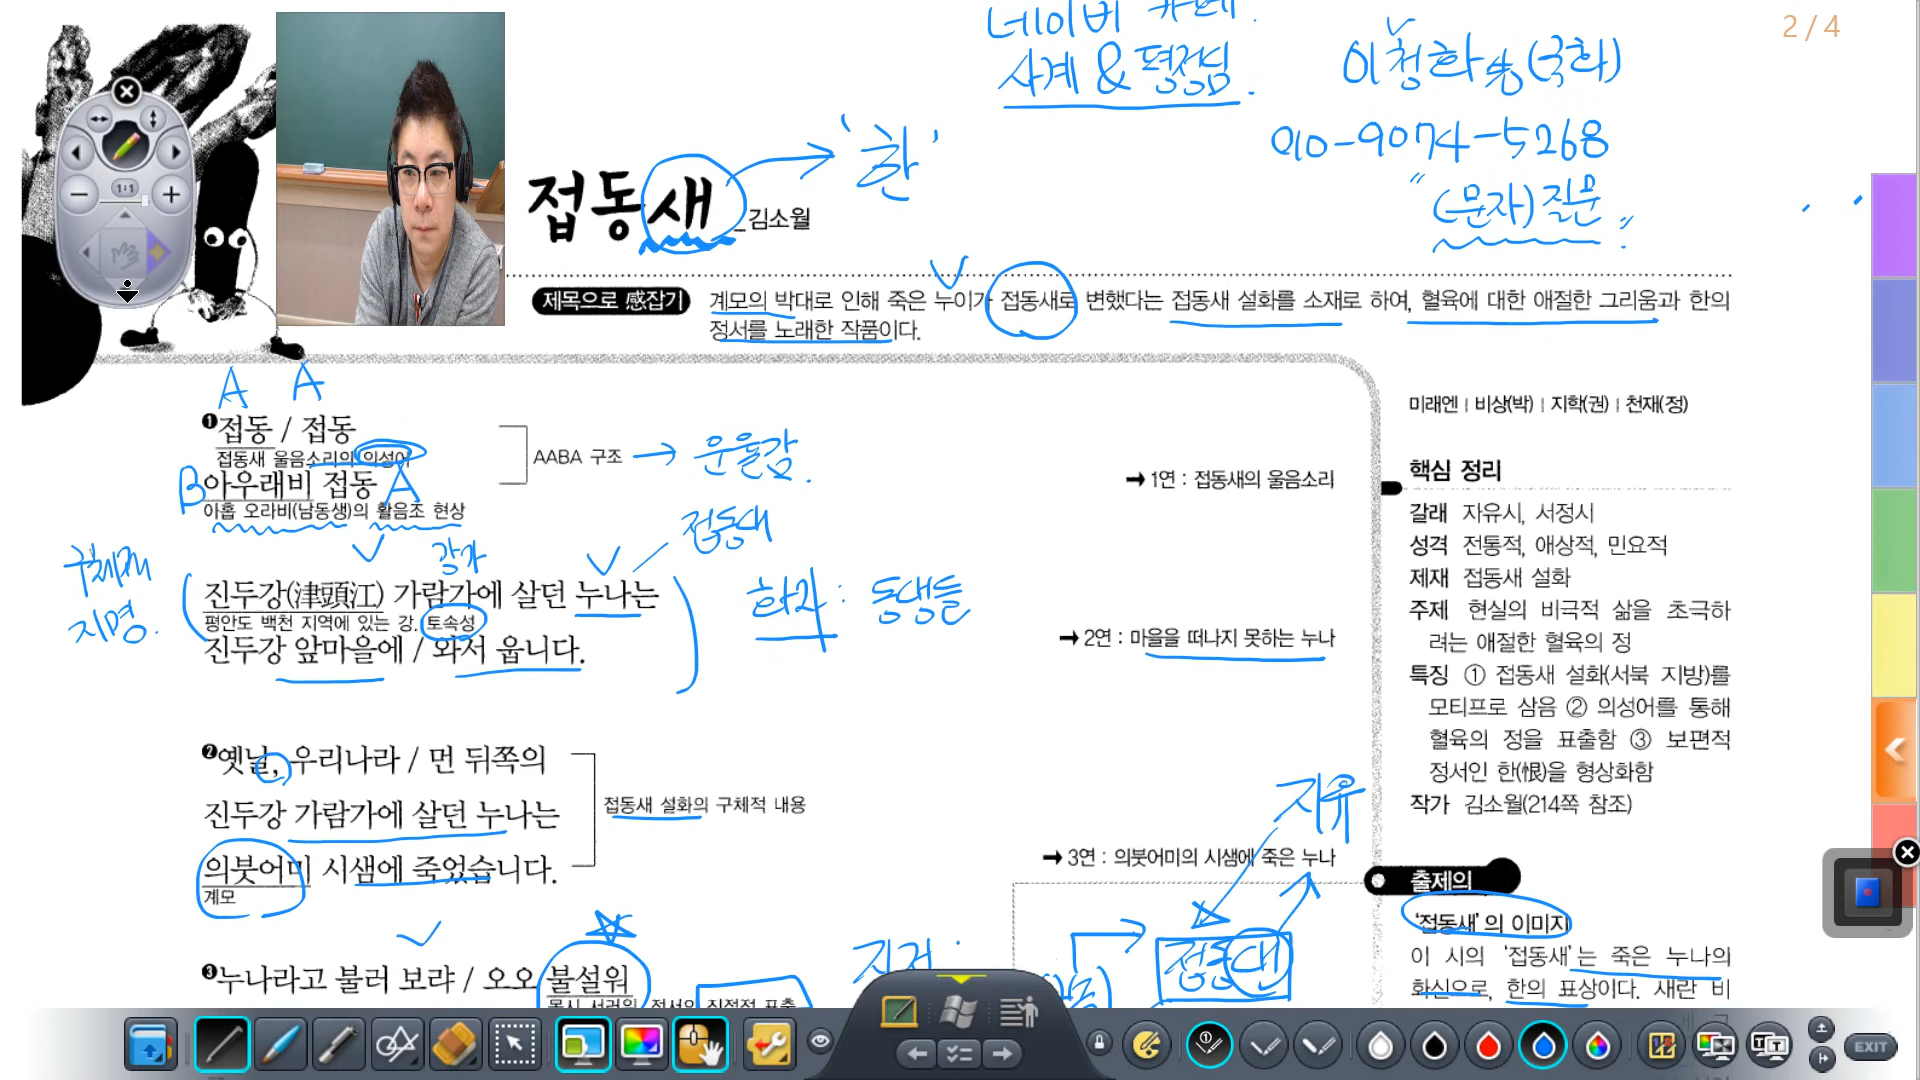 네이버 카페.
사계 & 평정심.
이청화 쌤(국화)
2 / 4
010-9074-5268
"(문자)질문"
접동새 _김소월
'한'
제목으로 感잡기 계모의 박대로 인해 죽은 누이가 접동새로 변했다는 접동새 설화를 소재로 하여, 혈육에 대한 애절한 그리움과 한의
정서를 노래한 작품이다.
A A
❶접동 / 접동
접동새 울음소리의 의성어
AABA 구조 → 운율감.
B 아우래비 접동 A
아홉 오라비(남동생)의 활음조 현상
➞ 1연 : 접동새의 울음소리
접동새
구체적
지명.
강가
진두강(津頭江) 가람가에 살던 누나는
평안도 백천 지역에 있는 강. 토속성
진두강 앞마을에 / 와서 웁니다.
화자 : 동생들
➞ 2연 : 마을을 떠나지 못하는 누나
❷옛날, 우리나라 / 먼 뒤쪽의
진두강 가람가에 살던 누나는
의붓어미 시샘에 죽었습니다.
계모
접동새 설화의 구체적 내용
➞ 3연 : 의붓어미의 시샘에 죽은 누나
자유
❸누나라고 불러 보랴 / 오오 불설워
몹시 서러워. 정서의 직접적 표출
미래엔 | 비상(박) | 지학(권) | 천재(정)
핵심 정리
갈래 자유시, 서정시
성격 전통적, 애상적, 민요적
제재 접동새 설화
주제 현실의 비극적 삶을 초극하
려는 애절한 혈육의 정
특징 ① 접동새 설화(서북 지방)를
모티프로 삼음 ② 의성어를 통해
혈육의 정을 표출함 ③ 보편적
정서인 한(恨)을 형상화함
작가 김소월(214쪽 참조)
출제의
'접동새'의 이미지
이 시의 '접동새'는 죽은 누나의
화신으로, 한의 표상이다. 새란 비
1:1
EXIT